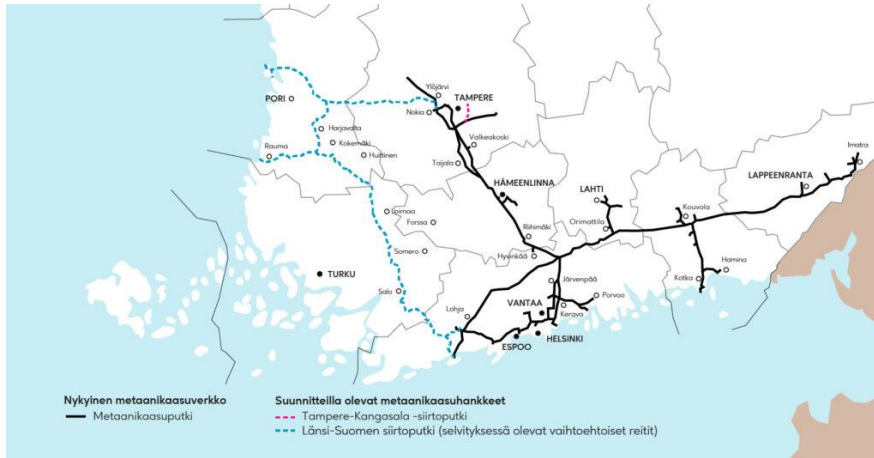 Ylöjärvi
TAMPERE
PORI
Nokia
Harjavalta
Valkeakoski
Kokemäki
Imatra
Rauma
Huittinen
Toijala
LAPPEENRANTA
HÄMEENLINNA
LAHTI
Loimaa
Kouvola
Forssa
Orimattila
Riihimäki
Somero
Hyvinkää
Hamina
TURKU
Järvenpää
Kotka
Salo
Porvoo
VANTAA
Lohja
Kerava
HELSINKI
ESPOO
Nykyinen metaanikaasuverkko
Metaanikaasuputki
Suunnitteilla olevat metaanikaasuhankkeet
Tampere-Kangasala -siirtoputki
Länsi-Suomen siirtoputki (selvityksessä olevat vaihtoehtoiset reitit)